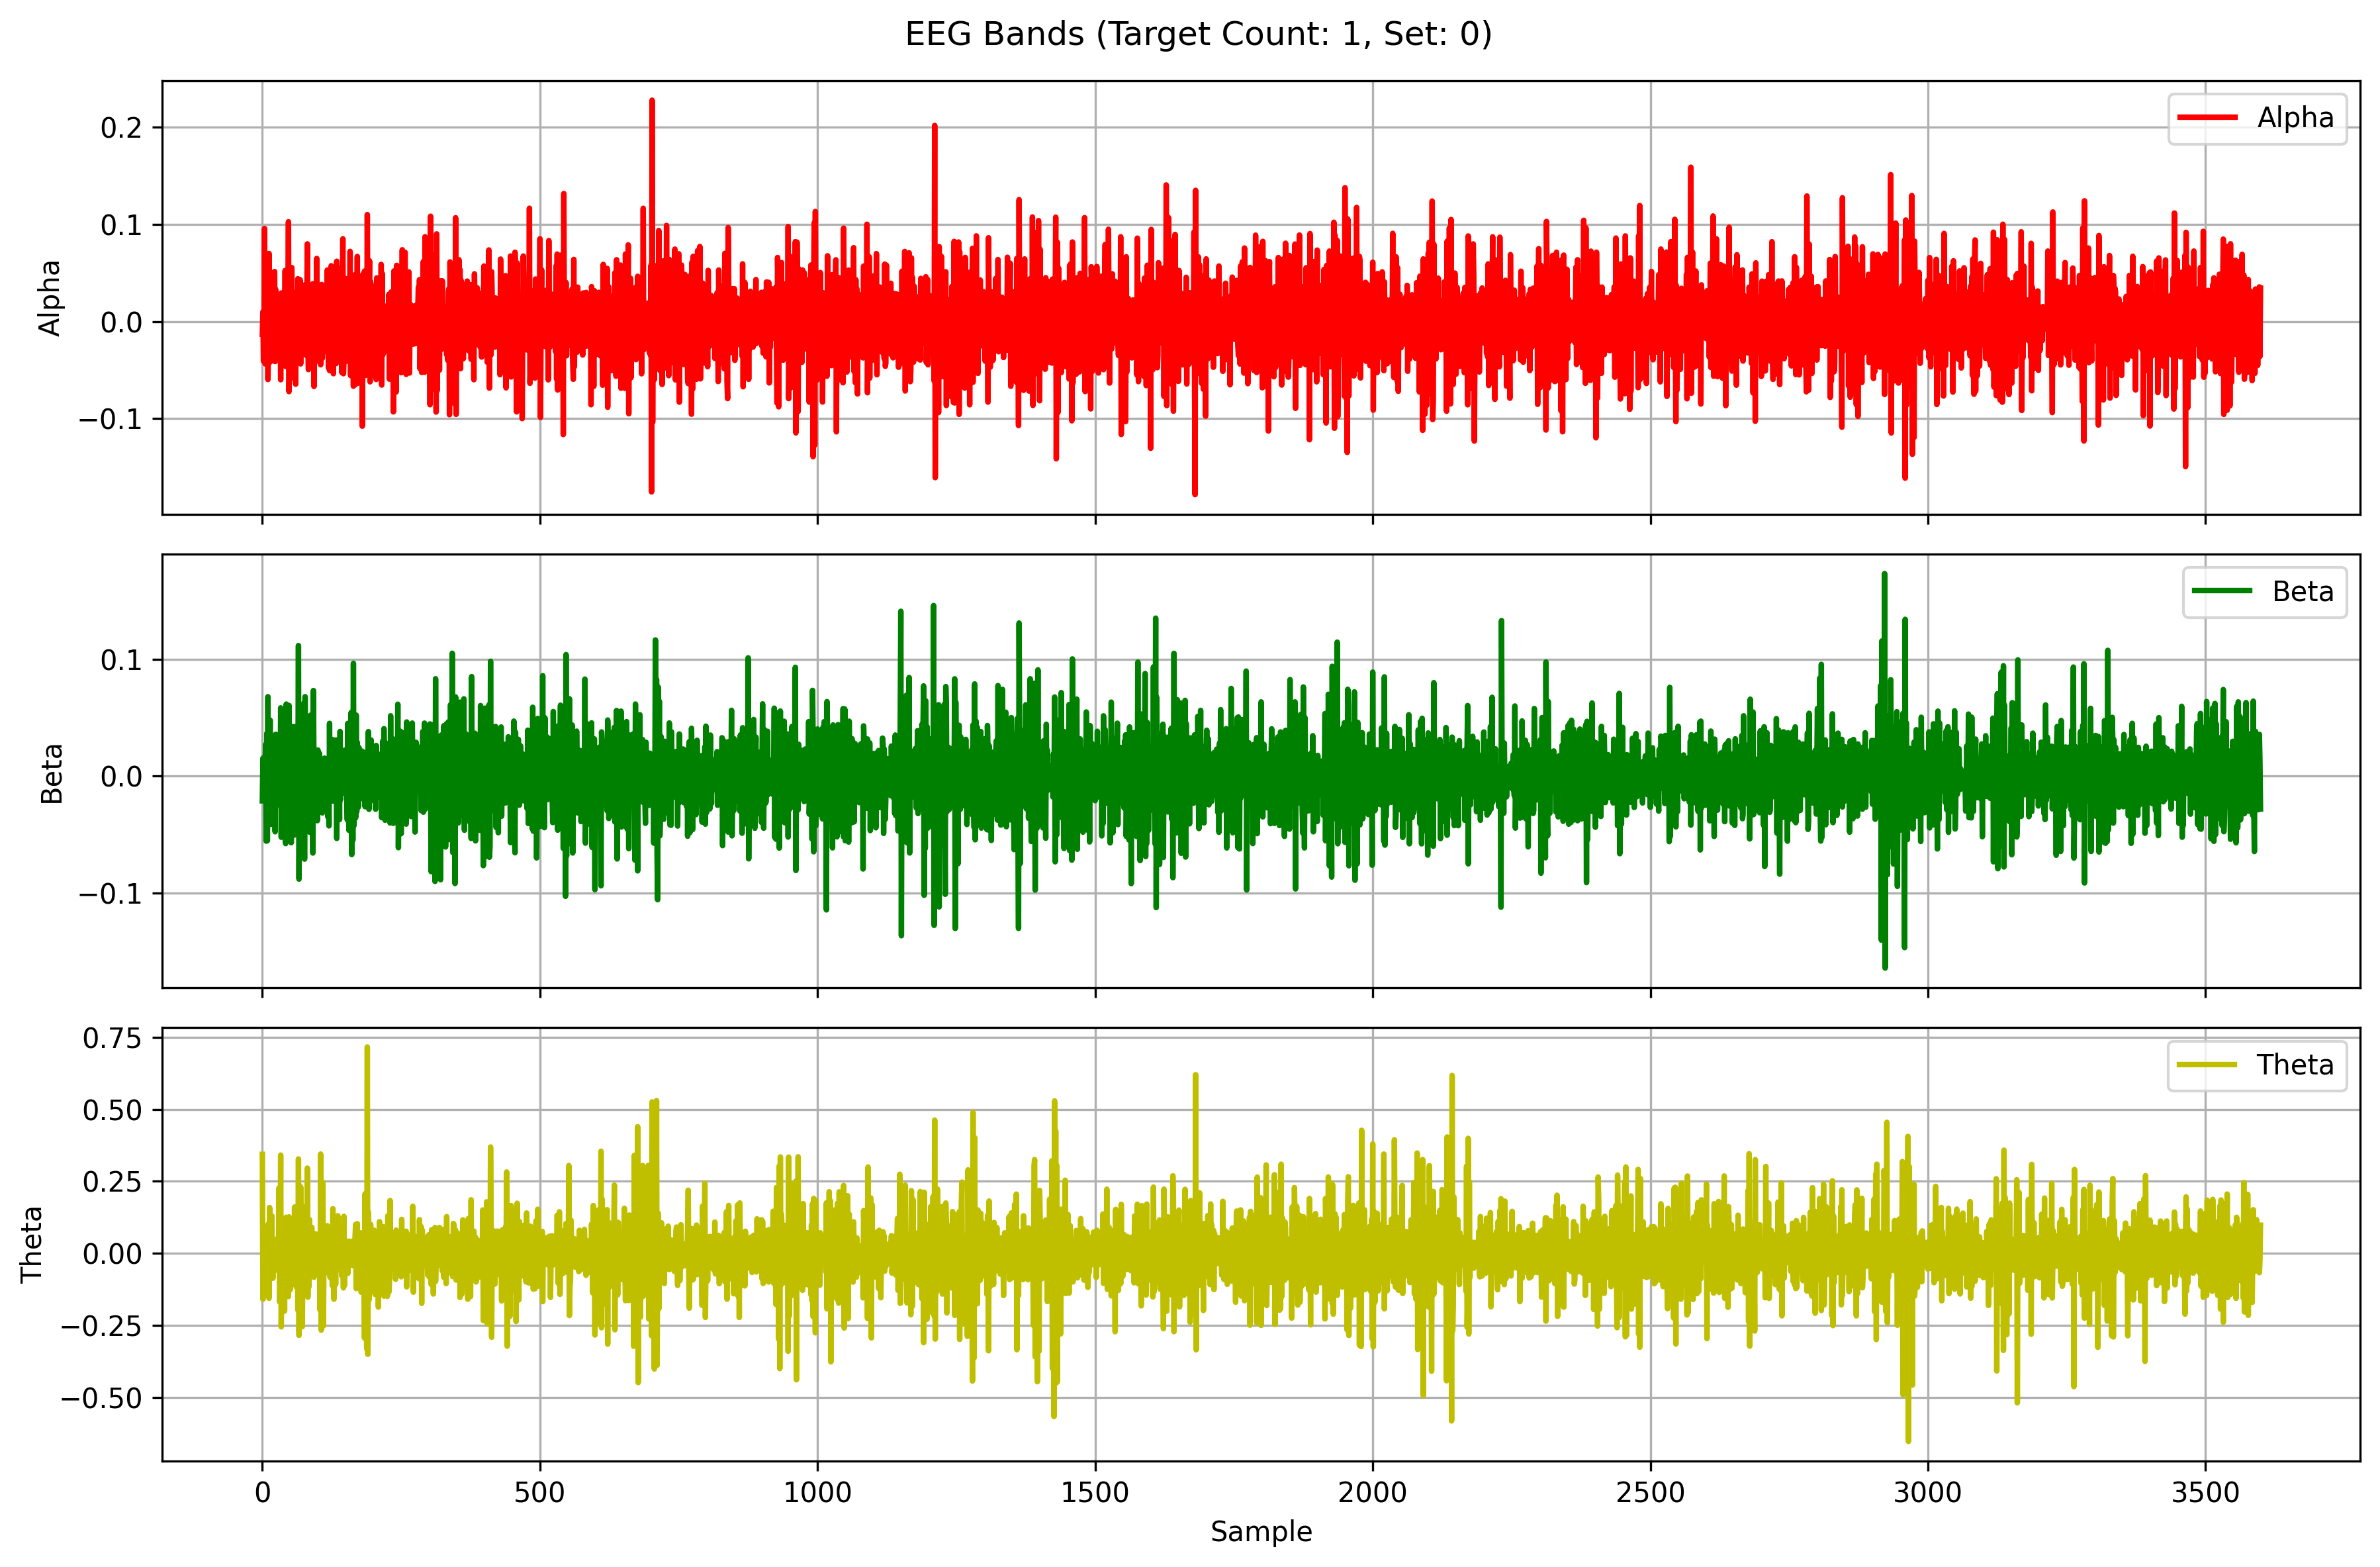 EEG Bands (Target Count: 1, Set: 0)
Alpha
0.2
0.1
0.0
−0.1
Alpha
Beta
0.1
0.0
−0.1
Beta
Theta
0.75
0.50
0.25
0.00
−0.25
−0.50
Theta
0 500 1000 1500 2000 2500 3000 3500
Sample